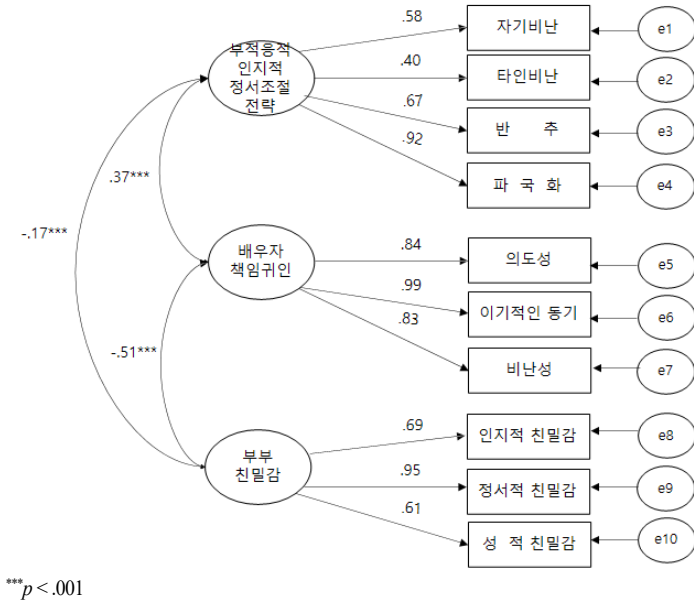 .58
자기비난
e1
부적응적
인지적
정서조절
전략
.40
타인비난
e2
.67
반 추
e3
.92
파 국 화
e4
.37***
-.17***
배우자
책임귀인
.84
의도성
e5
.99
이기적인 동기
e6
.83
비난성
e7
-.51***
부부
친밀감
.69
인지적 친밀감
e8
.95
정서적 친밀감
e9
.61
성 적 친밀감
e10
***p < .001